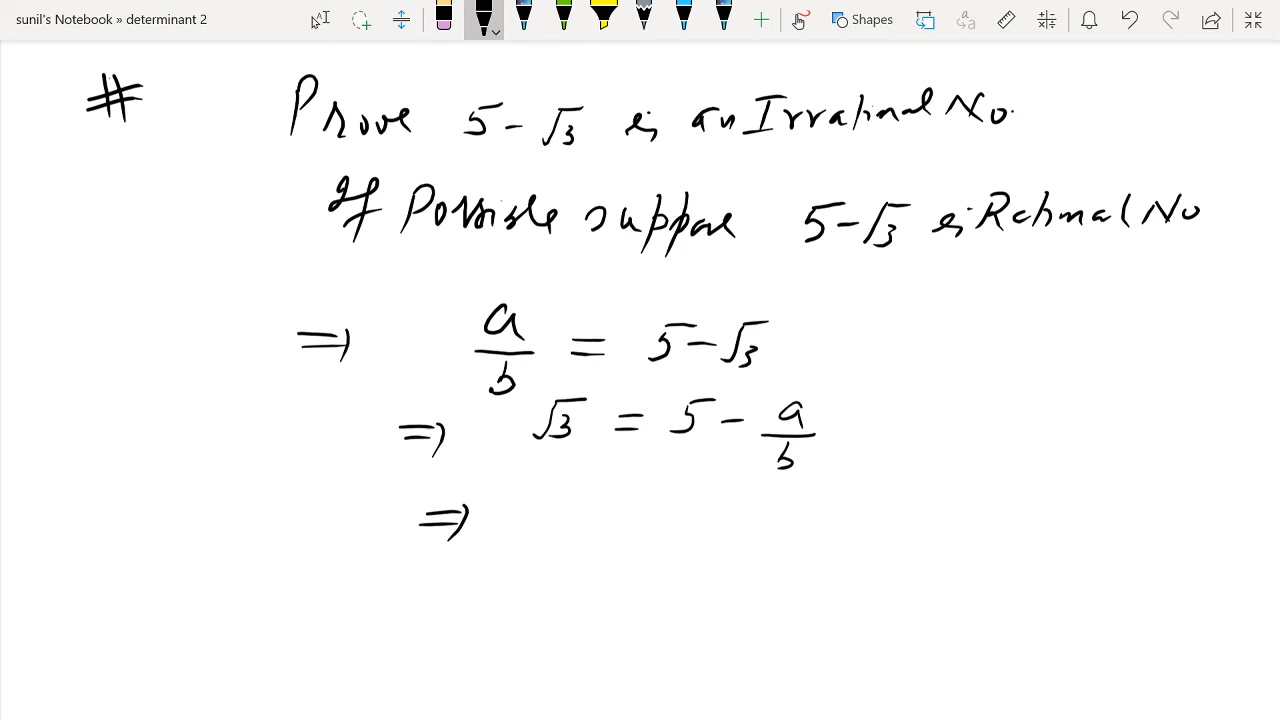 sunil's Notebook » determinant 2
Shapes
# Prove 5-√3 is an Irrational No.
If Possible suppose 5-√3 is Rational No
⇒ a/b = 5-√3
⇒ √3 = 5 - a/b
⇒